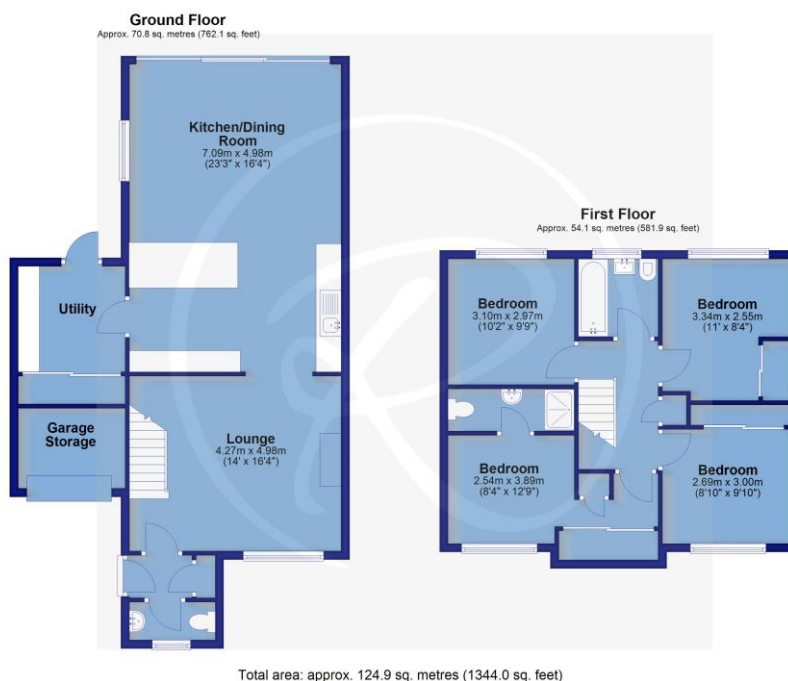 Ground Floor
Approx. 70.8 sq. metres (762.1 sq. feet)
Kitchen/Dining
Room
7.09m x 4.98m
(23'3" x 16'4")
Utility
Garage
Storage
Lounge
4.27m x 4.98m
(14' x 16'4")
First Floor
Approx. 54.1 sq. metres (581.9 sq. feet)
Bedroom
3.10m x 2.97m
(10'2" x 9'9")
Bedroom
3.34m x 2.55m
(11' x 8'4")
Bedroom
2.54m x 3.89m
(8'4" x 12'9")
Bedroom
2.69m x 3.00m
(8'10" x 9'10")
Total area: approx. 124.9 sq. metres (1344.0 sq. feet)